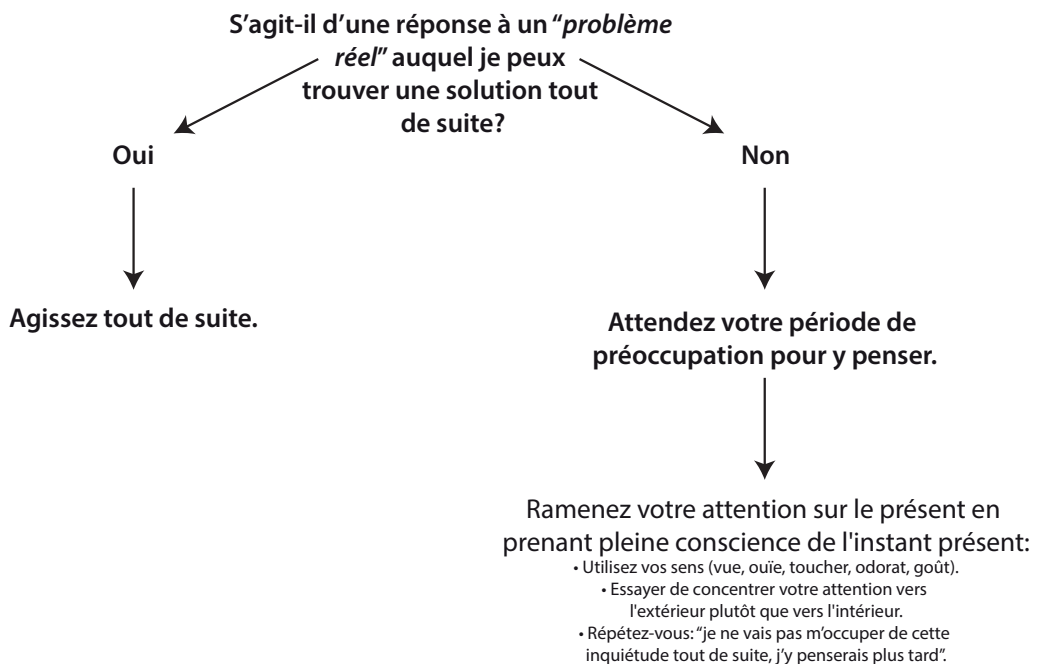 S’agit-il d’une réponse à un “problème
réel” auquel je peux
trouver une solution tout
de suite?
Oui
Non
Agissez tout de suite.
Attendez votre période de
préoccupation pour y penser.
Ramenez votre attention sur le présent en
prenant pleine conscience de l'instant présent:
• Utilisez vos sens (vue, ouïe, toucher, odorat, goût).
• Essayer de concentrer votre attention vers
l'extérieur plutôt que vers l'intérieur.
• Répétez-vous: “je ne vais pas m’occuper de cette
inquiétude tout de suite, j’y penserais plus tard”.